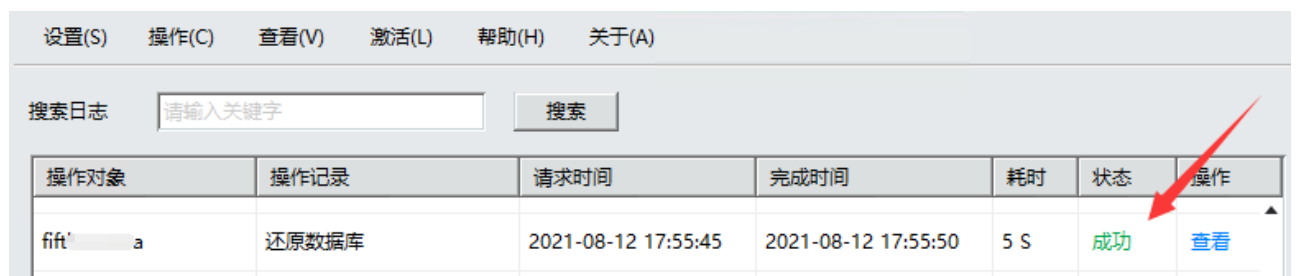 设置(S) 操作(C) 查看(V) 激活(L) 帮助(H) 关于(A)
搜索日志 请输入关键字 搜索
操作对象 操作记录 请求时间 完成时间 耗时 状态 操作
还原数据库 2021-08-12 17:55:45 2021-08-12 17:55:50 5 S 成功 查看